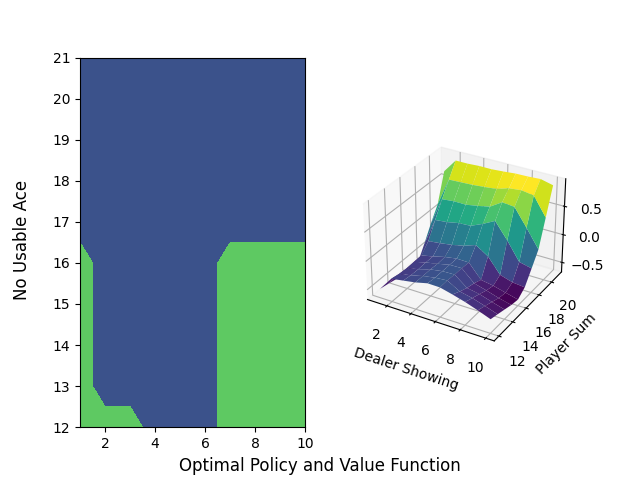 No Usable Ace
21
20
19
18
17
16
15
14
13
12
2 4 6 8 10
0.5
0.0
−0.5
2 4 6 8 10
Dealer Showing
12 14 16 18 20
Player Sum
Optimal Policy and Value Function